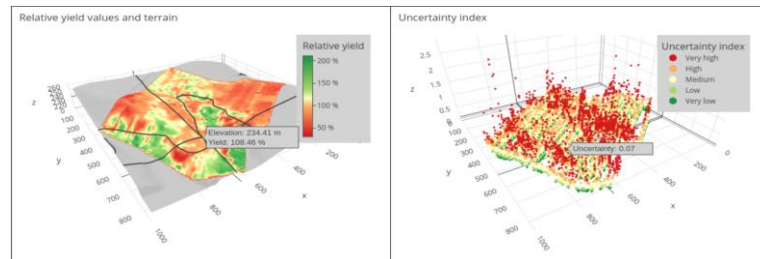 Relative yield values and terrain
Relative yield
200 %
150 %
100 %
50 %
Elevation: 234.41 m
Yield: 108.46 %
z
y
x
100
200
300
400
500
600
700
800
200
400
600
800
1000
Uncertainty index
Uncertainty index
Very high
High
Medium
Low
Very low
Uncertainty: 0.07
2.5
2
1.5
1
0.5
0
z
y
x
100
200
300
400
500
600
700
800
0
200
400
600
800
1000